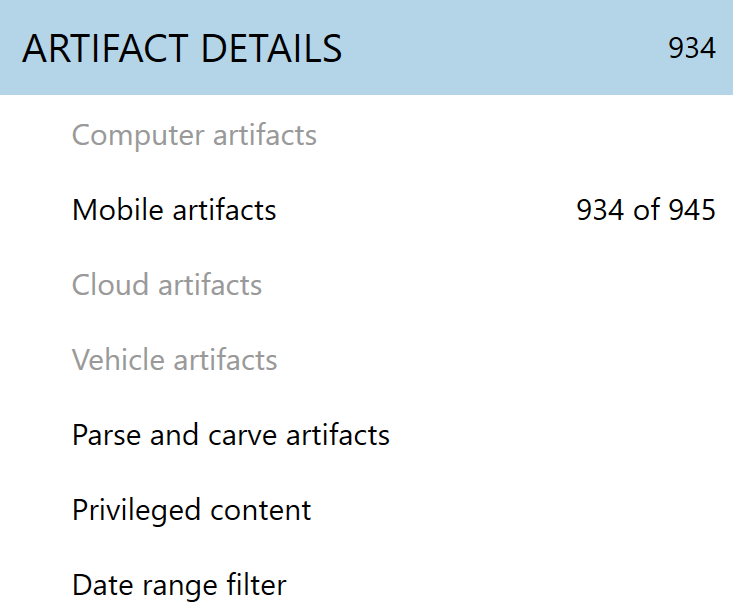 ARTIFACT DETAILS 934
Computer artifacts
Mobile artifacts 934 of 945
Cloud artifacts
Vehicle artifacts
Parse and carve artifacts
Privileged content
Date range filter